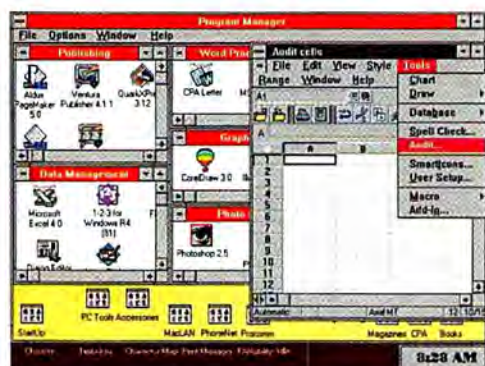 Program Manager
File Options Window Help
Publishing
Aldus PageMaker 5.0
Ventura Publisher 4.1.1
QuarkXPress 3.12
Data Management
Microsoft Excel 4.0
1-2-3 for Windows R4 [81]
Word Proc
CPA Letter
Graph
CorelDraw 3.0
Photo
Photoshop 2.5
Audit cells
File Edit View Style Tools
Range Window Help
A1
A
A B
1
2
3
4
5
6
7
8
9
10
11
12
Automatic Arial MT 12
Chart
Draw
Database
Spell Check...
Audit...
SmartIcons...
User Setup...
Macro
Add-in...
StartUp
PC Tools
Accessories
MacLAN
PhoneNet
Magazines
CPA
Books
8:28 AM